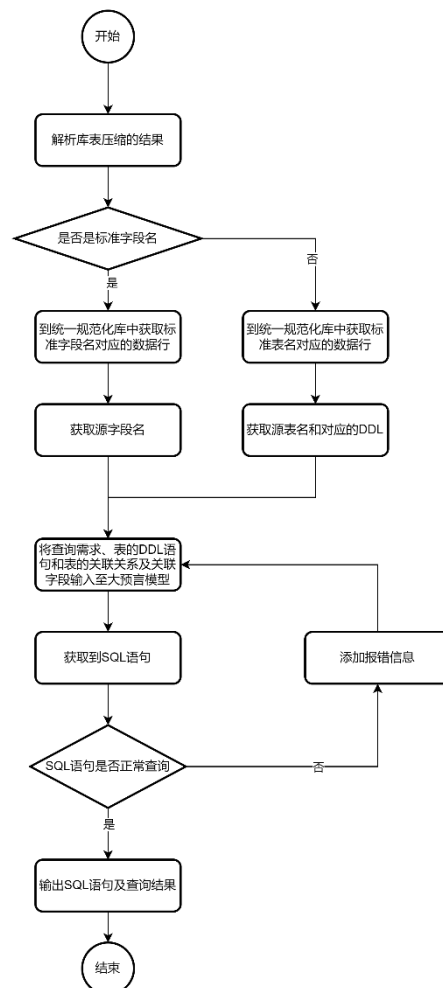 开始
解析库表压缩的结果
是否是标准字段名
否
是
到统一规范化库中获取标
准字段名对应的数据行
到统一规范化库中获取标
准表名对应的数据行
获取源字段名
获取源表名和对应的DDL
将查询需求、表的DDL语
句和表的关联关系及关联
字段输入至大预言模型
获取到SQL语句
添加报错信息
SQL语句是否正常查询
否
是
输出SQL语句及查询结果
结束